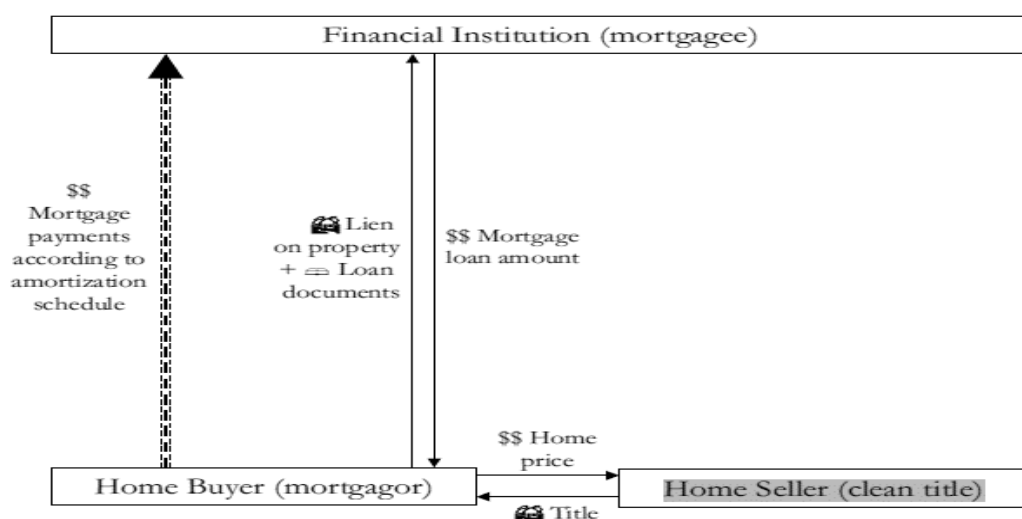 Financial Institution (mortgagee)
$$
Mortgage
payments
according to
amortization
schedule
Lien
on property
+ Loan
documents
$$ Mortgage
loan amount
$$ Home
price
Home Buyer (mortgagor)
Home Seller (clean title)
Title